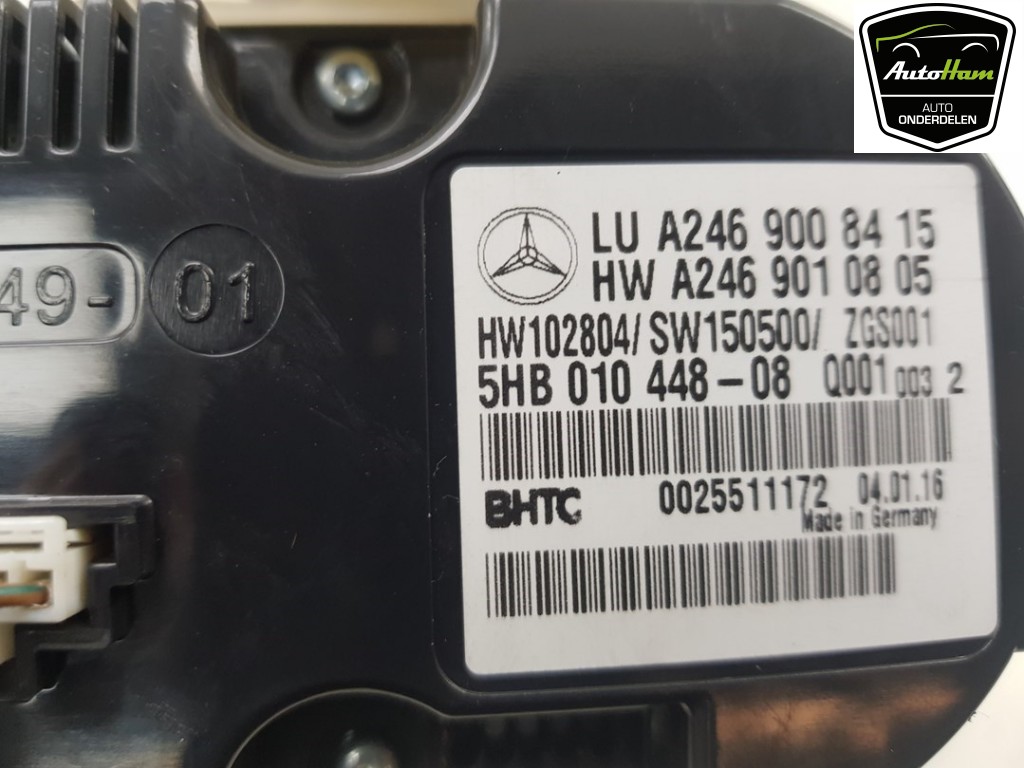 AutoHam
AUTO
ONDERDELEN
LU A246 900 84 15
HW A246 901 08 05
HW102804/ SW150500/ ZGS001
5HB 010 448-08 Q001 003 2
BHTC 0025511172 04.01.16
Made in Germany
49-
01